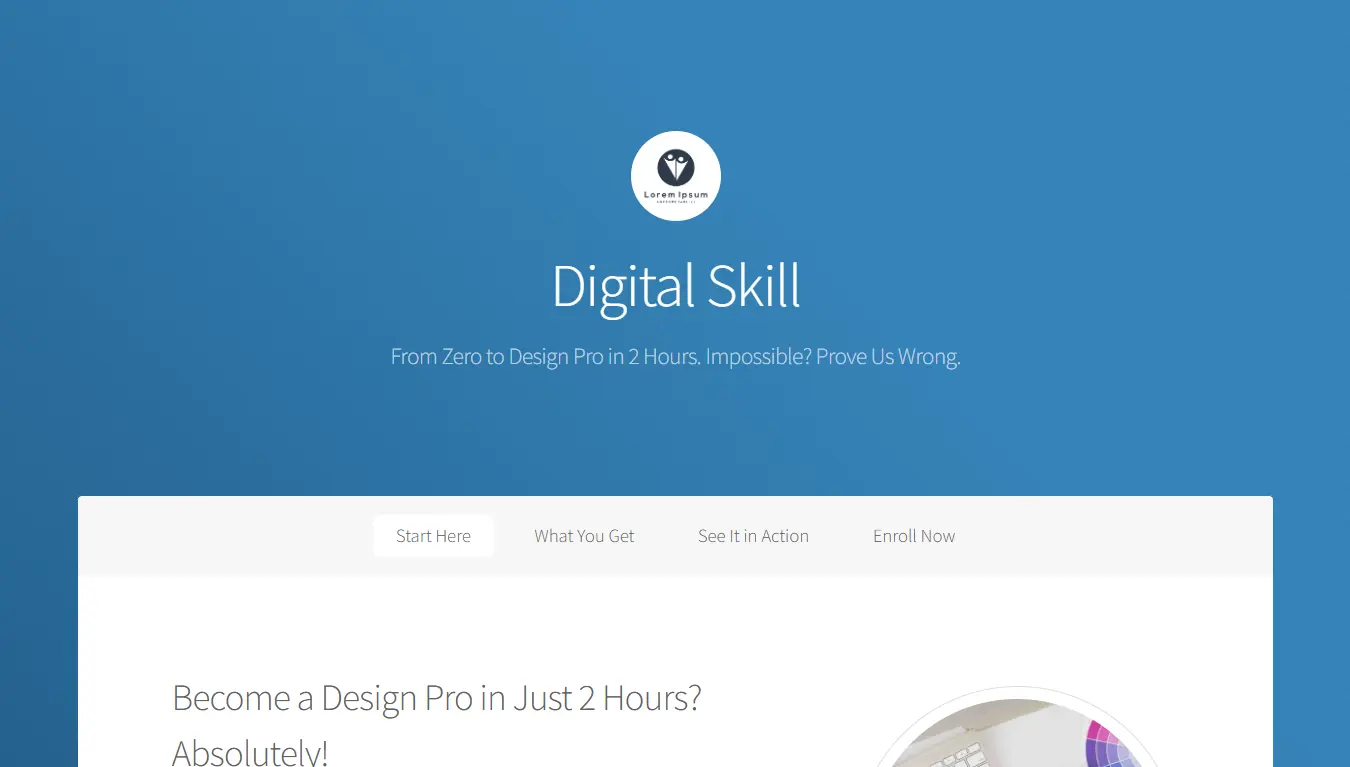 Lorem Ipsum
Digital Skill
From Zero to Design Pro in 2 Hours. Impossible? Prove Us Wrong.
Start Here
What You Get
See It in Action
Enroll Now
Become a Design Pro in Just 2 Hours?
Absolutely!